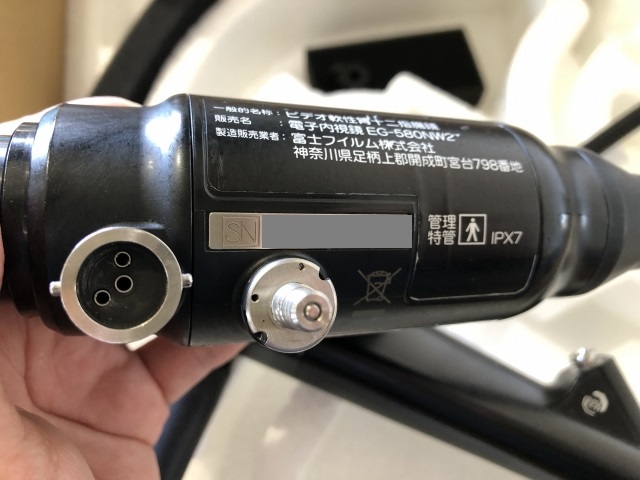 一般的名称：ビデオ軟性胃十二指腸鏡
販売名　：電子内視鏡 EG-580NW2*
製造販売業者：富士フイルム株式会社
神奈川県足柄上郡開成町宮台798番地
SN
管理
特管
IPX7